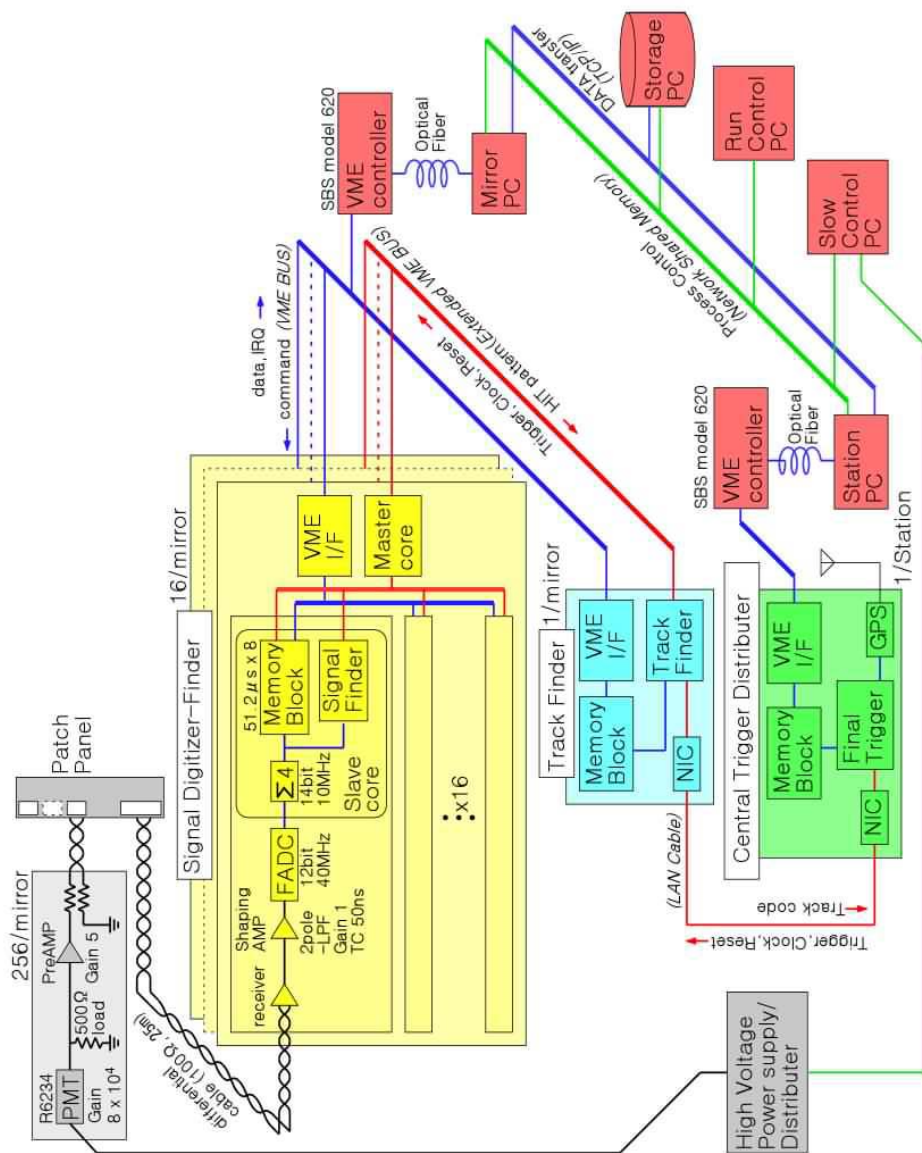 256/mirror
R6234
PMT
Gain
8 x 10⁴
500Ω
load
PreAMP
Gain 5
Patch
Panel
differential
cable (100Ω, 25m)
Signal Digitizer-Finder
16/mirror
receiver
Shaping
AMP
2pole
-LPF
Gain 1
TC 50ns
FADC
12bit
40MHz
Σ4
14bit
10MHz
Slave
core
51.2μs x 8
Memory
Block
Signal
Finder
x16
VME
I/F
Master
core
data,IRQ
command (VME BUS)
Trigger,Clock,Reset
HIT pattern(Extended VME BUS)
SBS model 620
VME
controller
Optical
Fiber
Mirror
PC
DATA transfer
(TCP/IP)
Process Control
(Network Shared Memory)
Storage
PC
Run
Control
PC
Slow
Control
PC
Track Finder
1/mirror
Memory
Block
VME
I/F
Track
Finder
NIC
(LAN Cable)
Track code
Trigger,Clock,Reset
Central Trigger Distributer
1/Station
Memory
Block
VME
I/F
Final
Trigger
GPS
NIC
SBS model 620
VME
controller
Optical
Fiber
Station
PC
High Voltage
Power supply/
Distributer